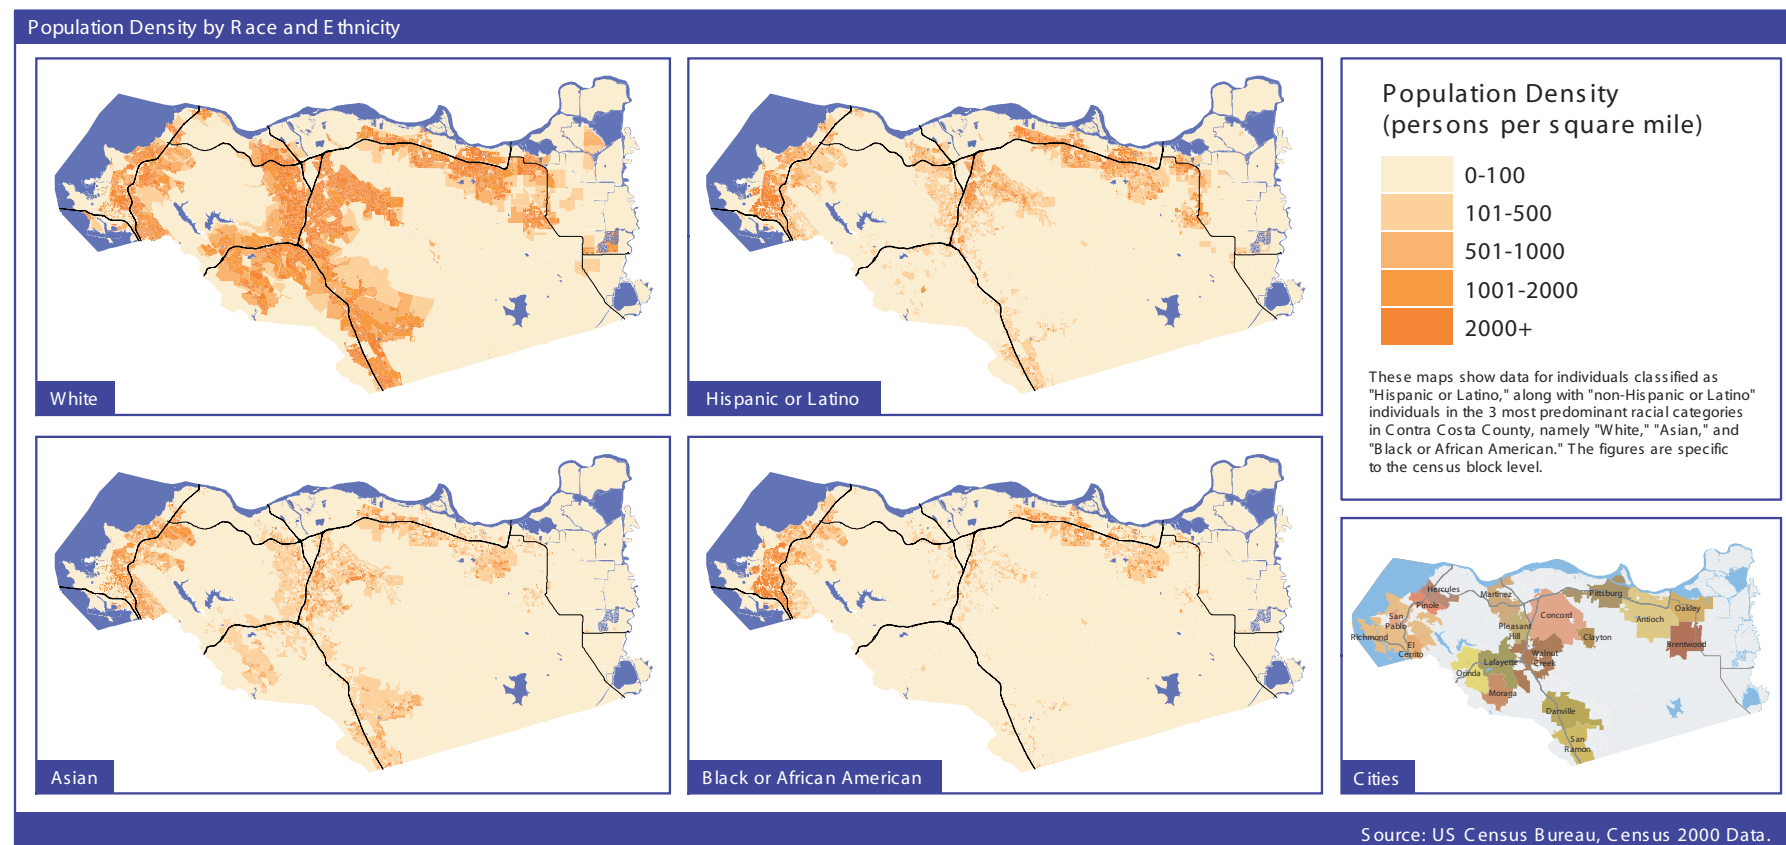 Population Density by Race and Ethnicity
White
Hispanic or Latino
Population Density
(persons per square mile)
0-100
101-500
501-1000
1001-2000
2000+
These maps show data for individuals classified as
"Hispanic or Latino," along with "non-Hispanic or Latino"
individuals in the 3 most predominant racial categories
in Contra Costa County, namely "White," "Asian," and
"Black or African American." The figures are specific
to the census block level.
Asian
Black or African American
Hercules
Martinez
Pittsburg
Pinole
Oakley
San
Pablo
Concord
Antioch
Pleasant
Hill
Richmond
Clayton
El
Cerrito
Brentwood
Walnut
Creek
Lafayette
Orinda
Moraga
Danville
San
Ramon
Cities
Source: US Census Bureau, Census 2000 Data.